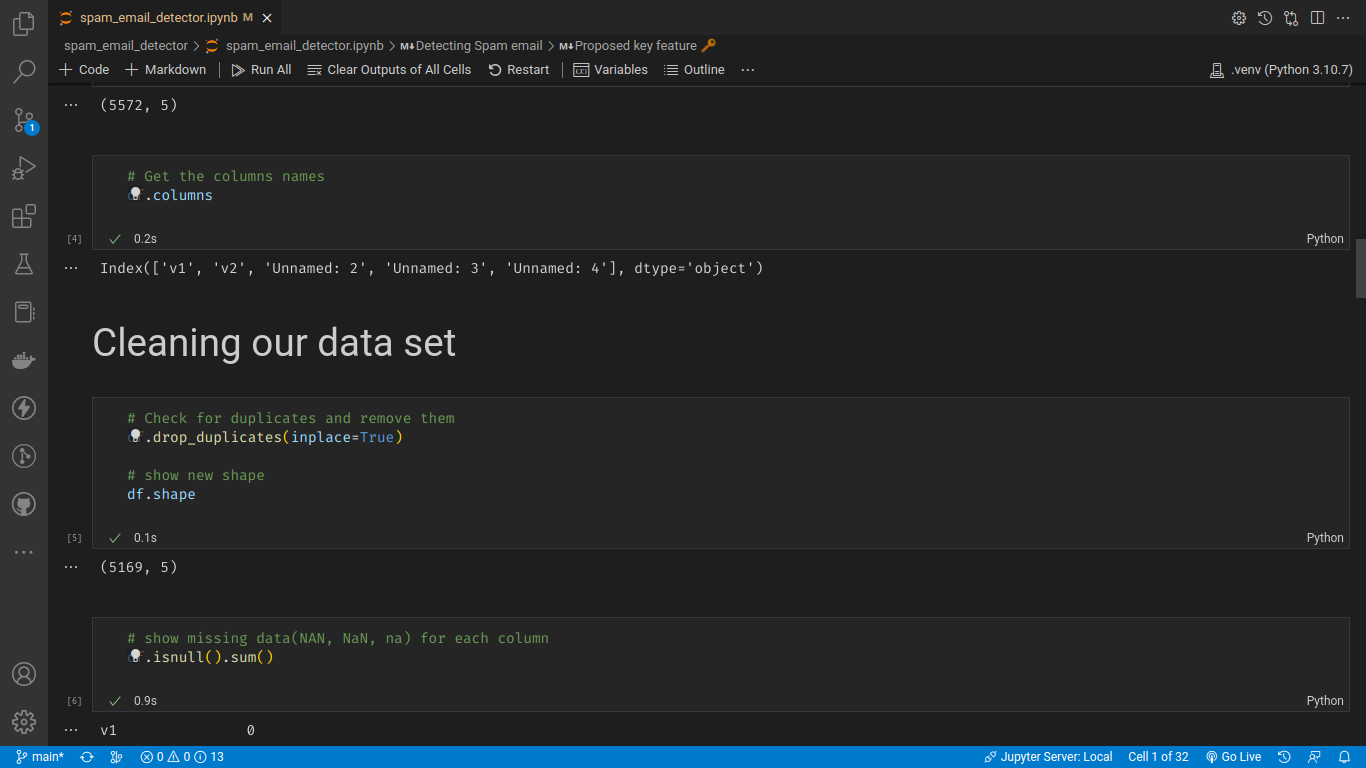 spam_email_detector.ipynb M
spam_email_detector > spam_email_detector.ipynb > M↓Detecting Spam email > M↓Proposed key feature 🔑
+ Code + Markdown Run All Clear Outputs of All Cells Restart Variables Outline ... .venv (Python 3.10.7)
(5572, 5)
1
# Get the columns names
df.columns
[4] 0.2s Python
Index(['v1', 'v2', 'Unnamed: 2', 'Unnamed: 3', 'Unnamed: 4'], dtype='object')
Cleaning our data set
# Check for duplicates and remove them
df.drop_duplicates(inplace=True)
# show new shape
df.shape
[5] 0.1s Python
(5169, 5)
# show missing data(NAN, NaN, na) for each column
df.isnull().sum()
[6] 0.9s Python
v1 0
main* 0 0 13 Jupyter Server: Local Cell 1 of 32 Go Live